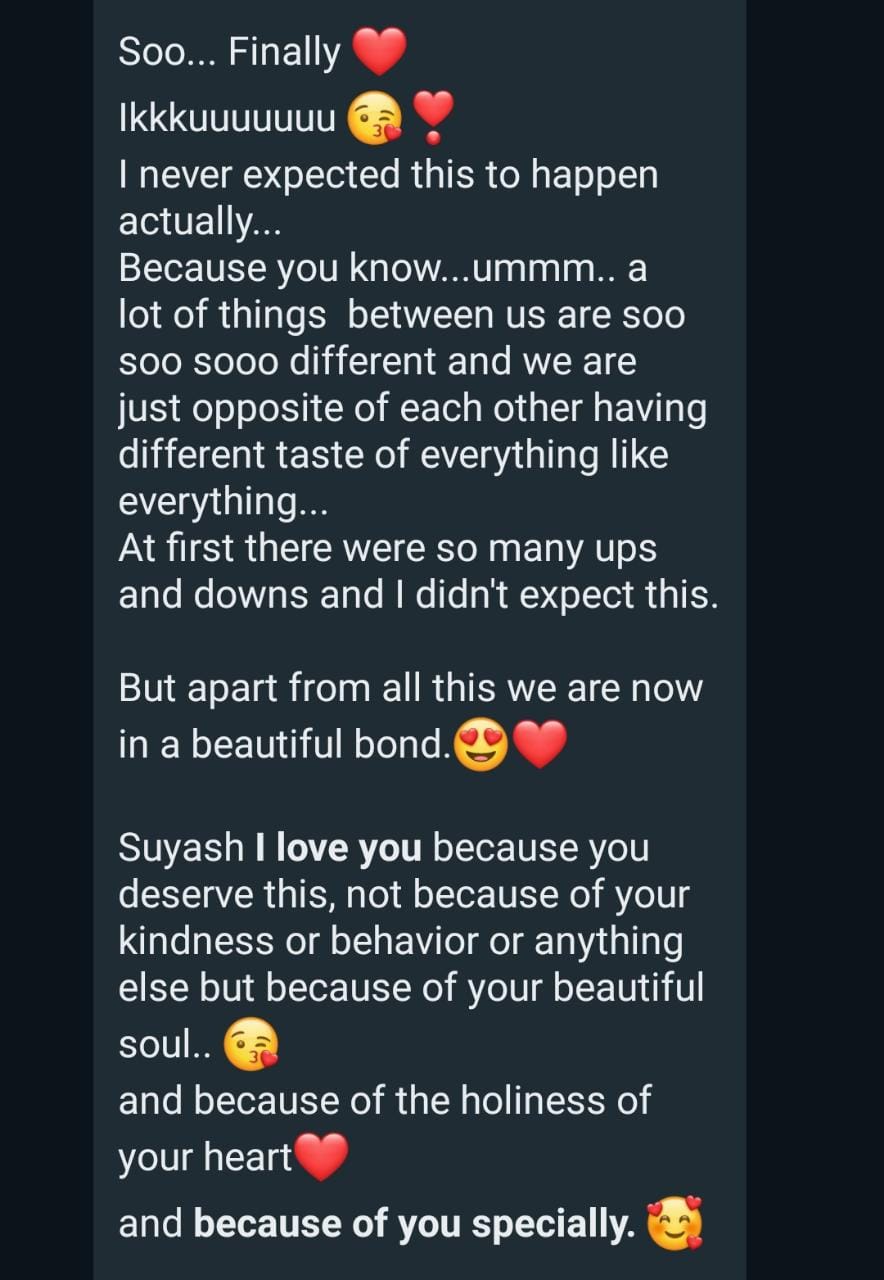 Soo... Finally ❤️
Ikkkuuuuuuu 😘❣️
I never expected this to happen
actually...
Because you know...ummm.. a
lot of things  between us are soo
soo sooo different and we are
just opposite of each other having
different taste of everything like
everything...
At first there were so many ups
and downs and I didn't expect this.
But apart from all this we are now
in a beautiful bond.😍❤️
Suyash I love you because you
deserve this, not because of your
kindness or behavior or anything
else but because of your beautiful
soul.. 😘
and because of the holiness of
your heart❤️
and because of you specially. 🥰